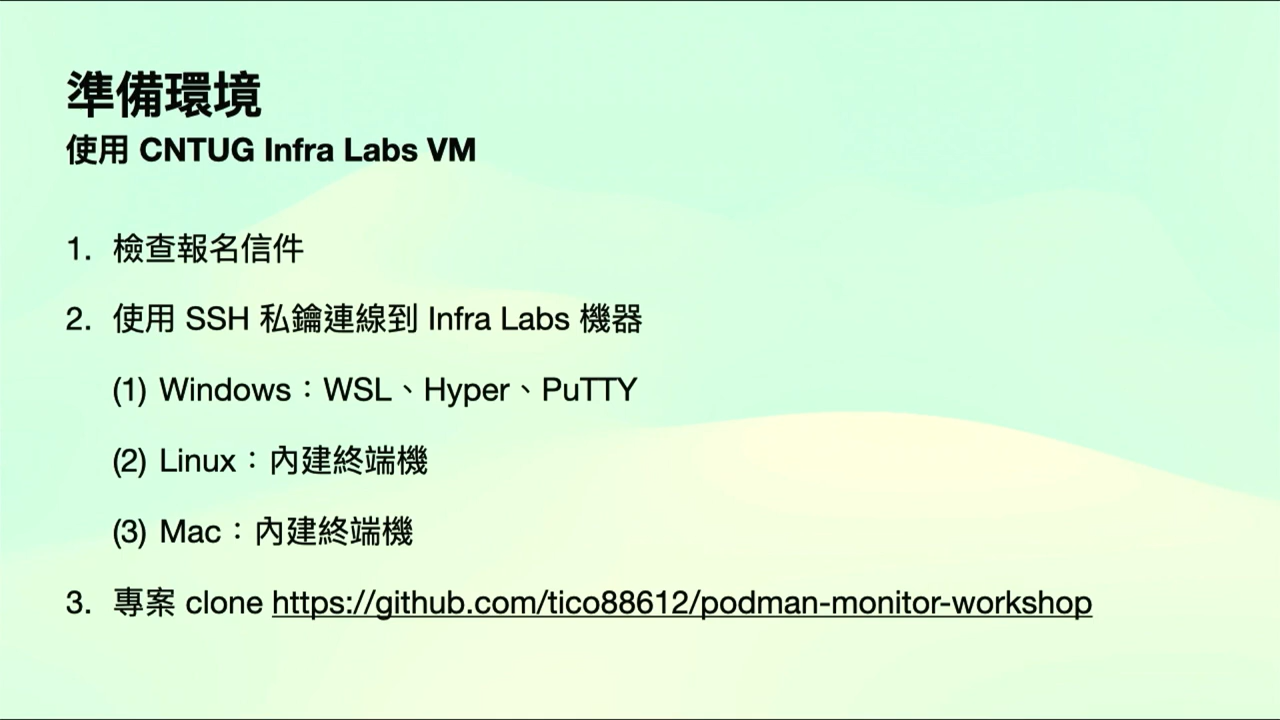 準備環境
使用 CNTUG Infra Labs VM
1. 檢查報名信件
2. 使用 SSH 私鑰連線到 Infra Labs 機器
(1) Windows：WSL、Hyper、PuTTY
(2) Linux：內建終端機
(3) Mac：內建終端機
3. 專案 clone https://github.com/tico88612/podman-monitor-workshop